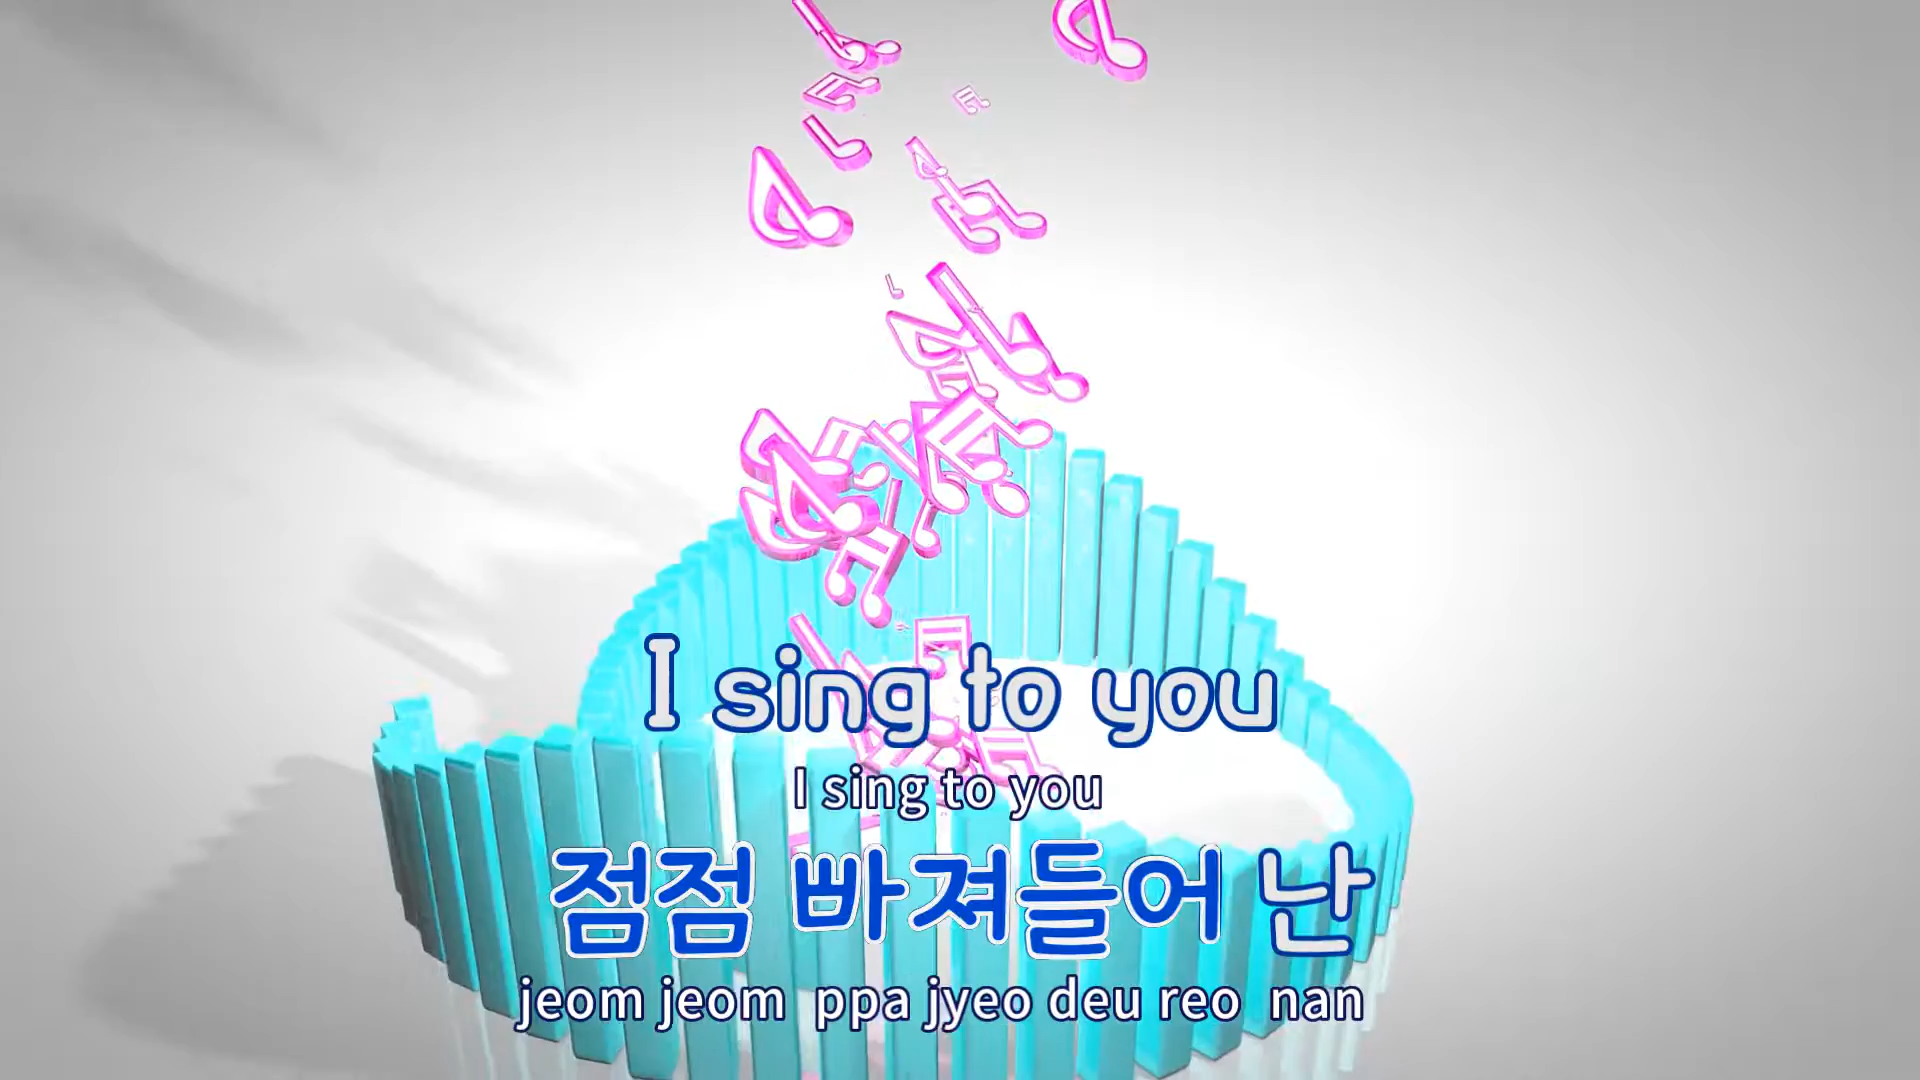 I sing to you
I sing to you
점점 빠져들어 난
jeom jeom ppa jyeo deu reo nan